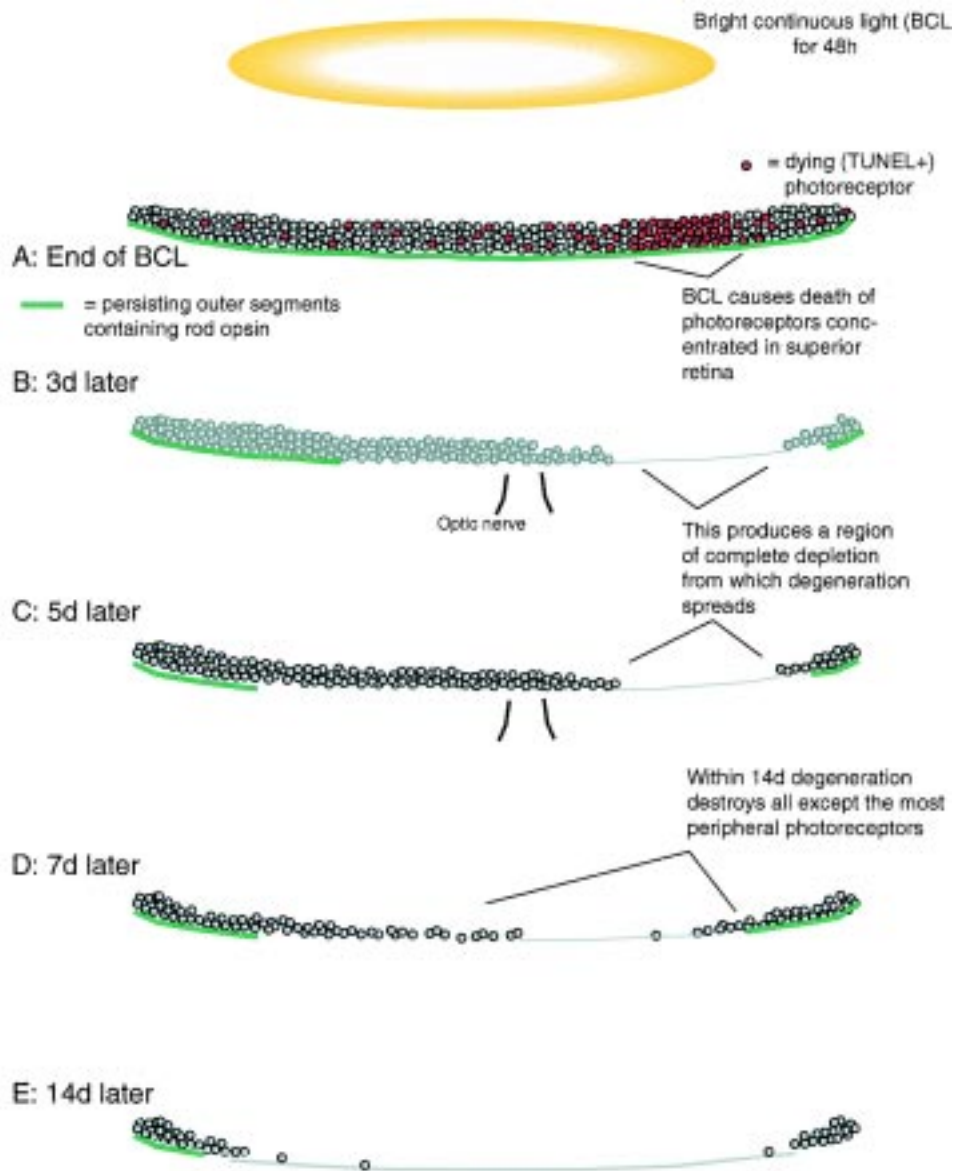 Bright continuous light (BCL
for 48h
= dying (TUNEL+)
photoreceptor
A: End of BCL
= persisting outer segments
containing rod opsin
BCL causes death of
photoreceptors conc-
entrated in superior
retina
B: 3d later
Optic nerve
This produces a region
of complete depletion
from which degeneration
spreads
C: 5d later
Within 14d degeneration
destroys all except the most
peripheral photoreceptors
D: 7d later
E: 14d later